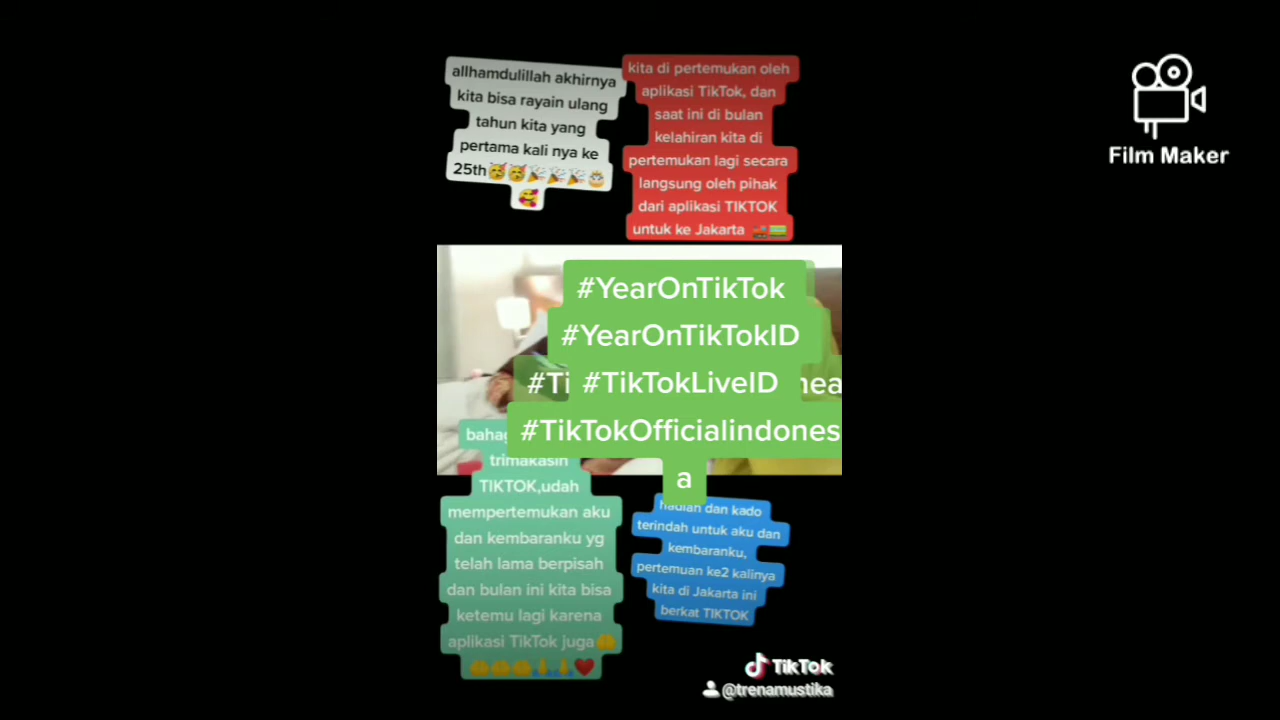 allhamdulillah akhirnya
kita bisa rayain ulang
tahun kita yang
pertama kali nya ke
25th🥳🥳🎉🎉🎉🎂
🥰
kita di pertemukan oleh
aplikasi TikTok, dan
saat ini di bulan
kelahiran kita di
pertemukan lagi secara
langsung oleh pihak
dari aplikasi TIKTOK
untuk ke Jakarta 🚂🚃
Film Maker
#YearOnTikTok
#YearOnTikTokID
#TikTokLiveID
#TikTokOfficialindones
a
trimakasih
TIKTOK,udah
mempertemukan aku
dan kembaranku yg
telah lama berpisah
dan bulan ini kita bisa
ketemu lagi karena
aplikasi TikTok juga🤗
🤗🤗🤗🙏🙏❤️
hadiah dan kado
terindah untuk aku dan
kembaranku,
pertemuan ke2 kalinya
kita di Jakarta ini
berkat TIKTOK
TikTok
@trenamustika